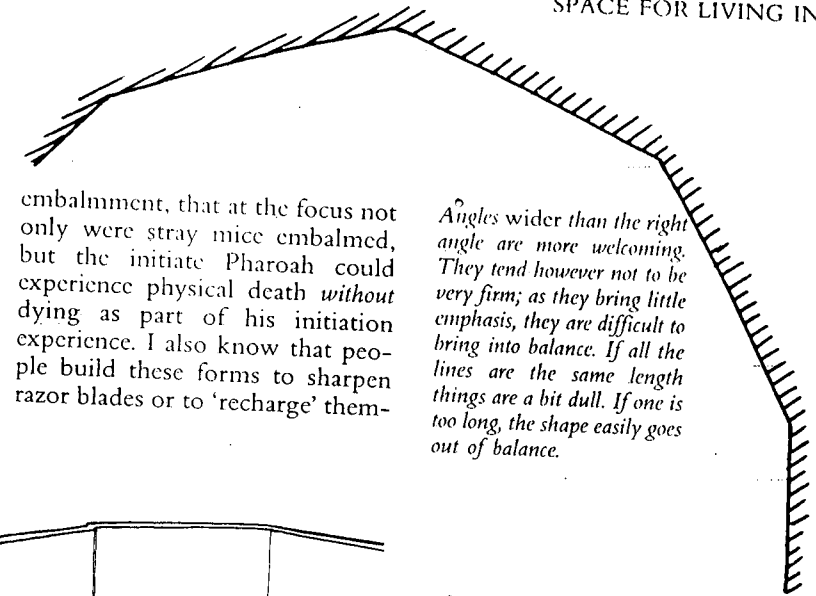 SPACE FOR LIVING IN
embalmment, that at the focus not
only were stray mice embalmed,
but the initiate Pharoah could
experience physical death without
dying as part of his initiation
experience. I also know that peo-
ple build these forms to sharpen
razor blades or to ‘recharge’ them-
Angles wider than the right
angle are more welcoming.
They tend however not to be
very firm; as they bring little
emphasis, they are difficult to
bring into balance. If all the
lines are the same length
things are a bit dull. If one is
too long, the shape easily goes
out of balance.